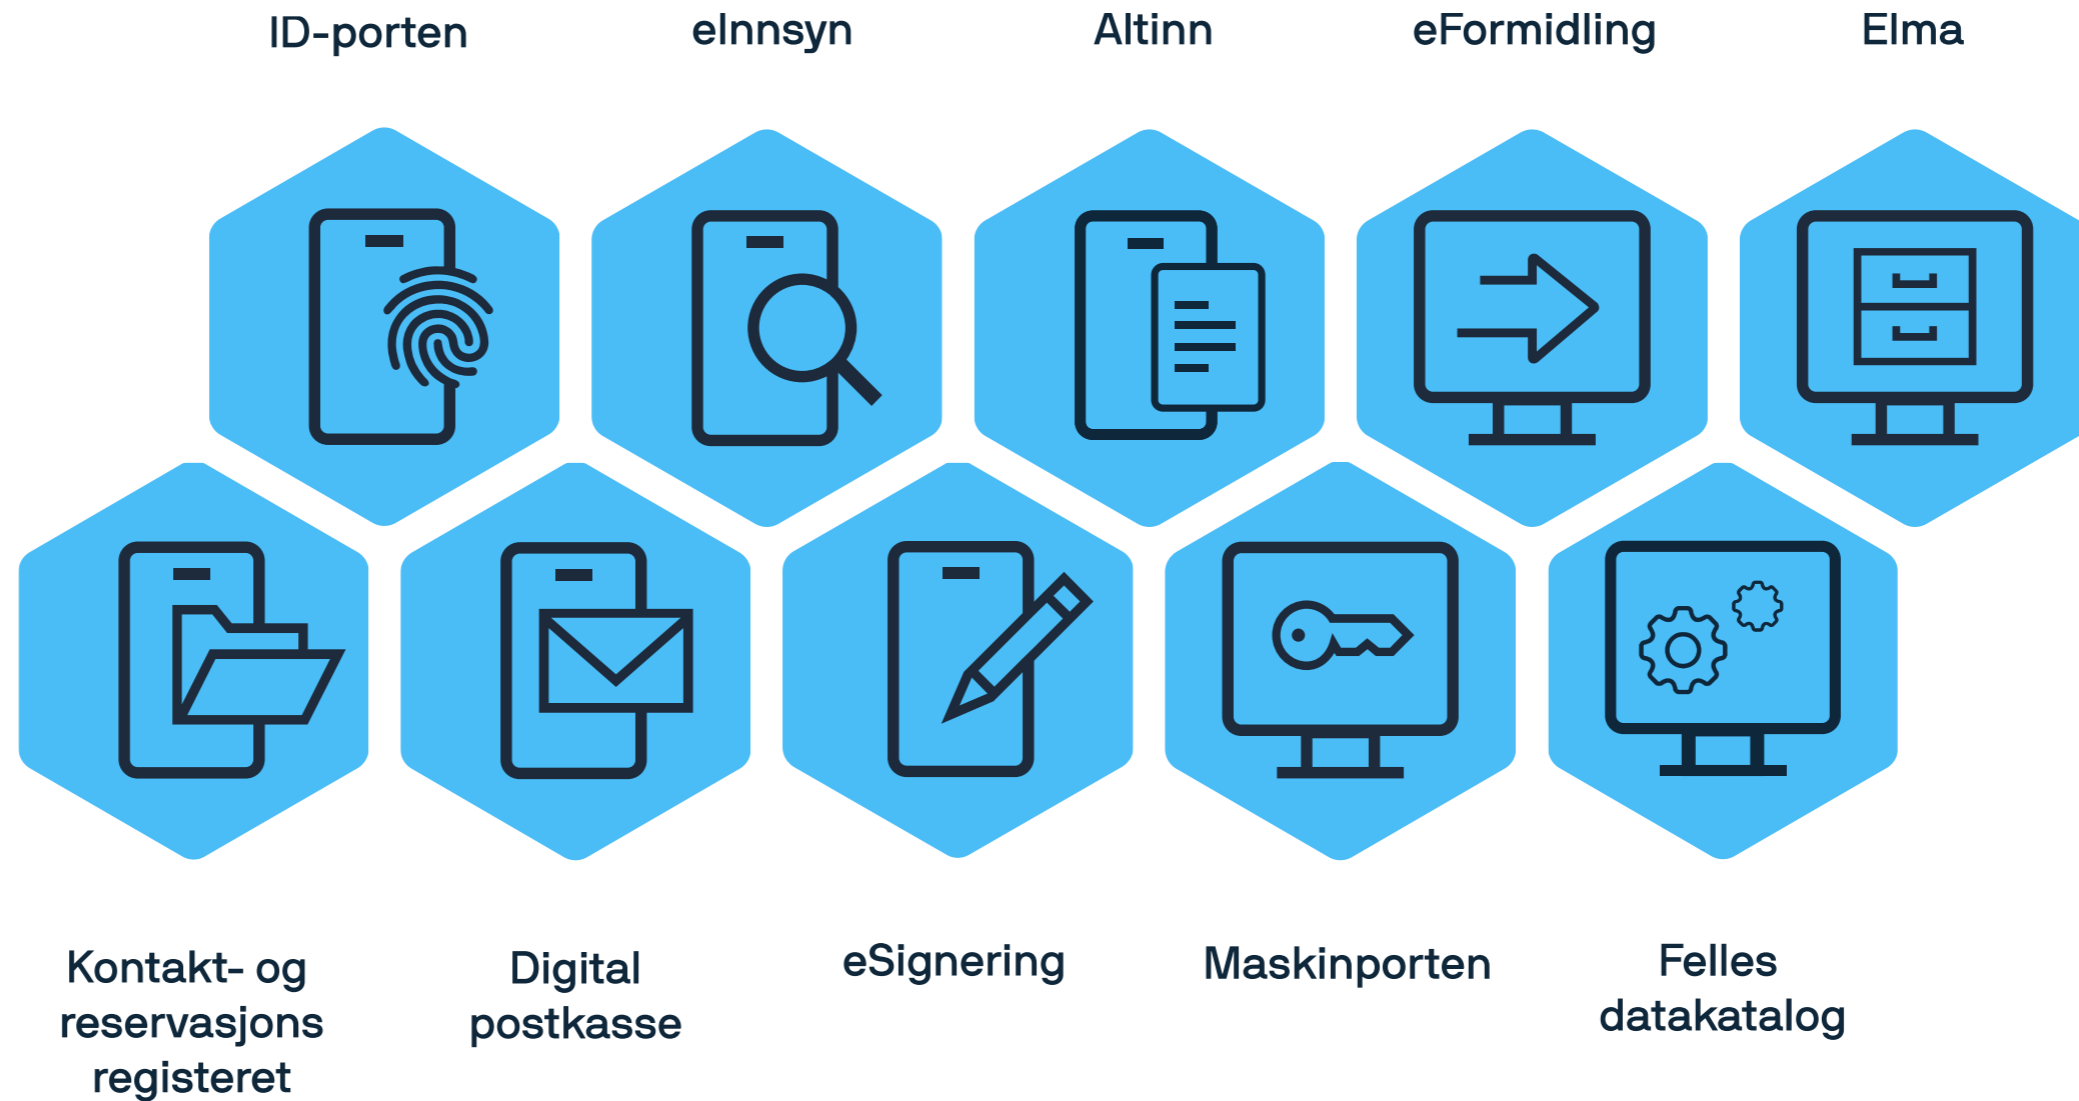 ID-porten
eInnsyn
Altinn
eFormidling
Elma
Kontakt- og
reservasjons
registeret
Digital
postkasse
eSignering
Maskinporten
Felles
datakatalog